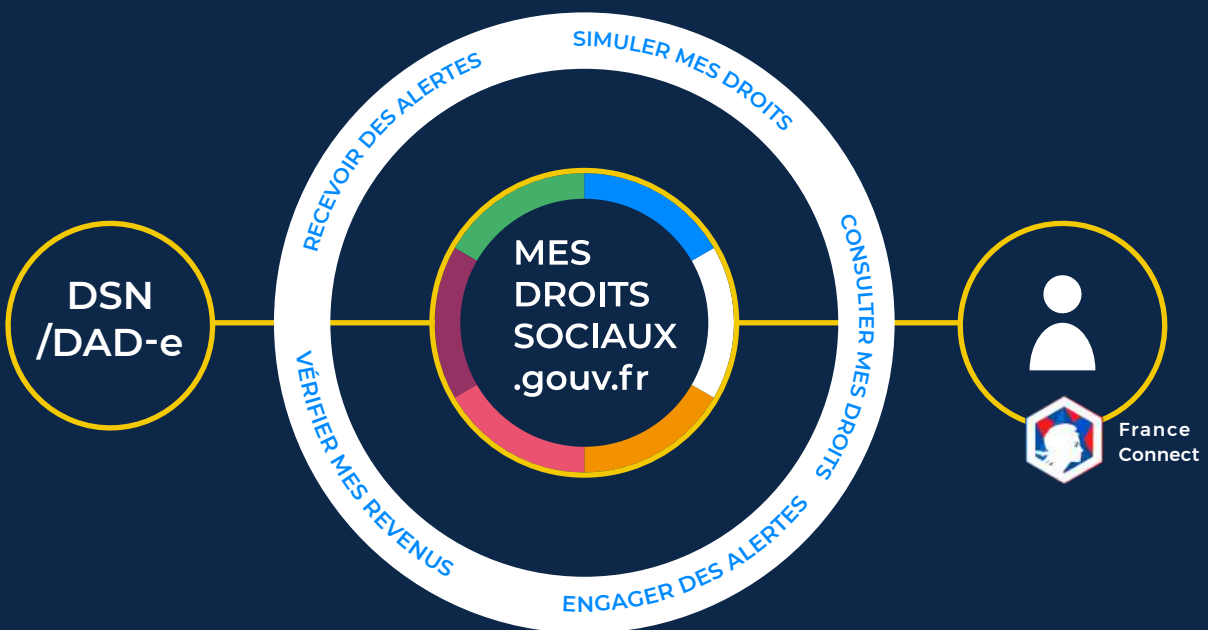 SIMULER MES DROITS
RECEVOIR DES ALERTES
CONSULTER MES DROITS
DSN
/DAD-e
MES
DROITS
SOCIAUX
.gouv.fr
France
Connect
VÉRIFIER MES REVENUS
ENGAGER DES ALERTES